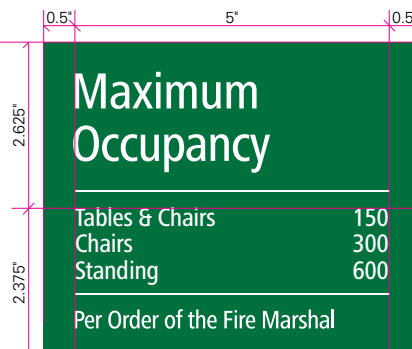 0.5" 5" 0.5
2.625"
Maximum
Occupancy
2.375"
Tables & Chairs 150
Chairs 300
Standing 600
Per Order of the Fire Marshal